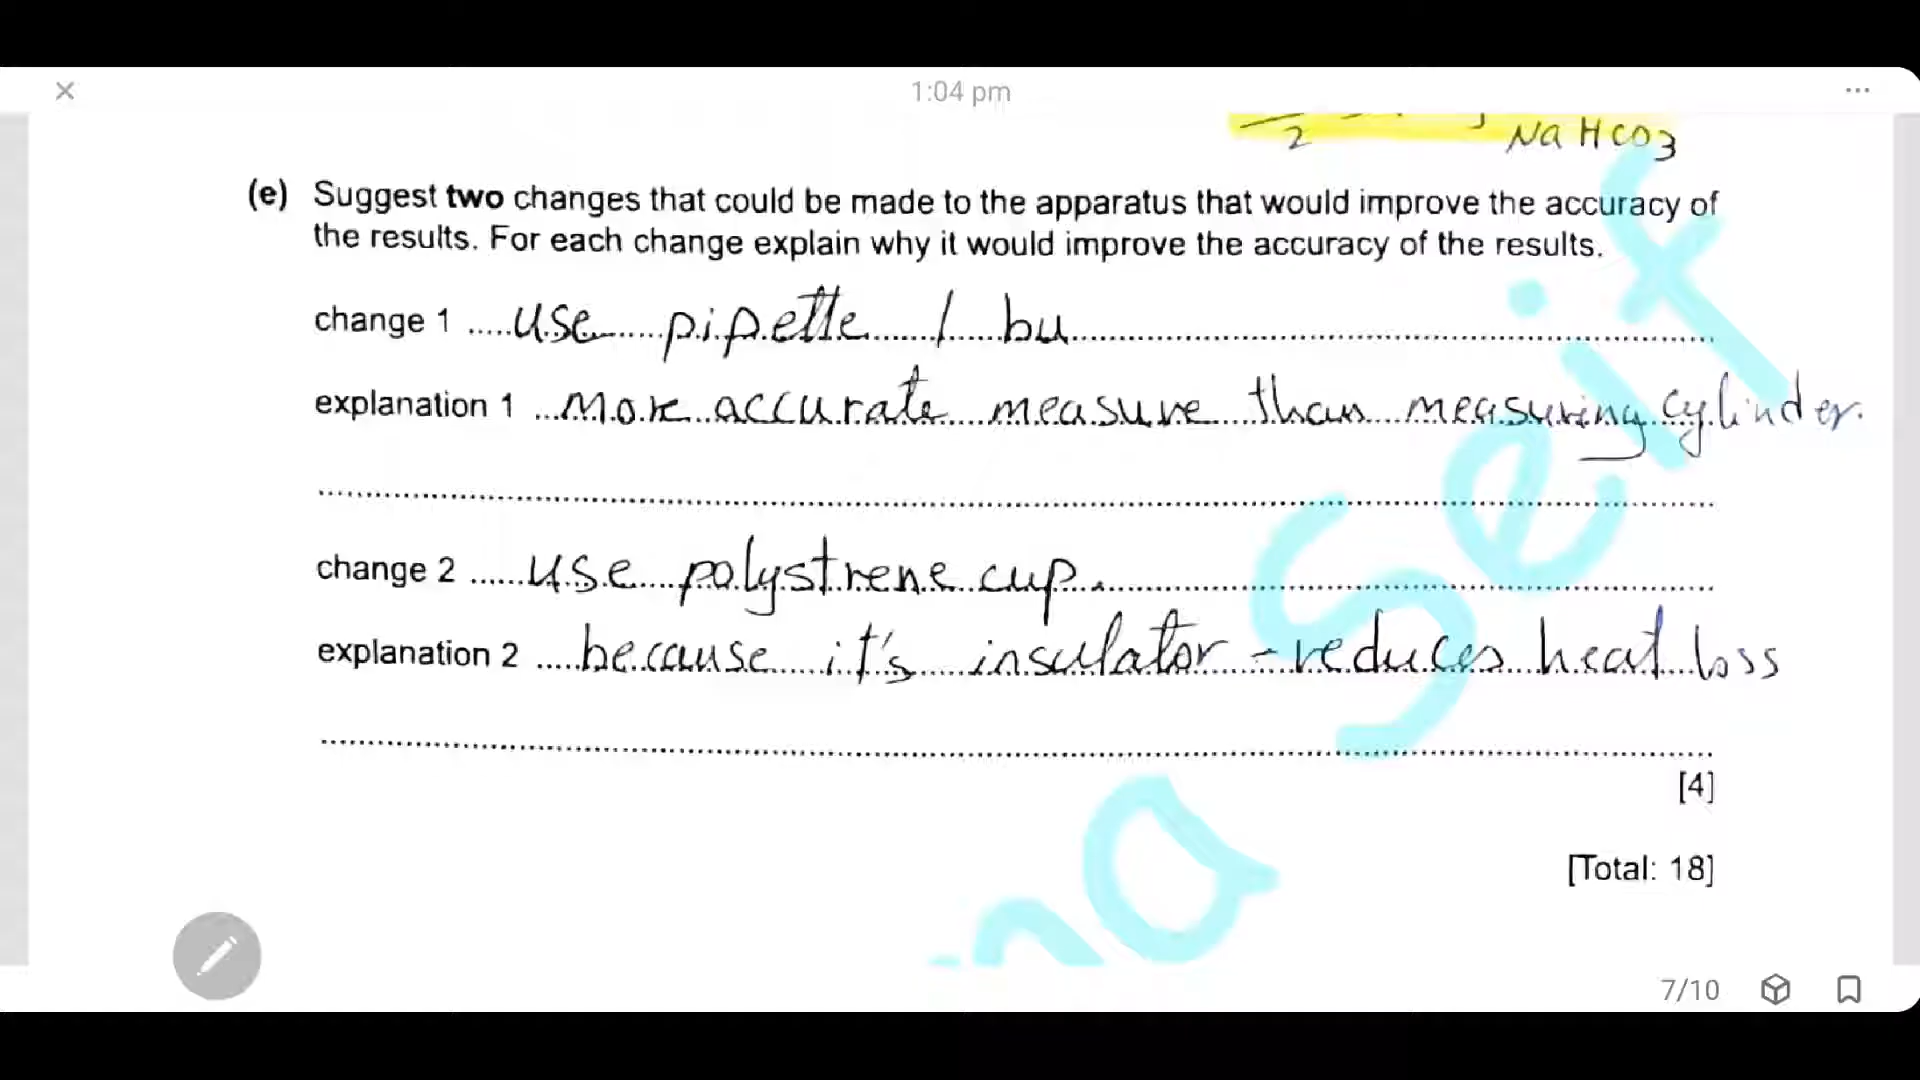 1:04 pm
2
NaHCO3
(e) Suggest two changes that could be made to the apparatus that would improve the accuracy of
the results. For each change explain why it would improve the accuracy of the results.
change 1 use pipette / bu
explanation 1 more accurate measure than measuring cylinder.
change 2 use polystrene cup.
explanation 2 because it's insulator - reduces heat loss
[4]
[Total: 18]
na Seif
7/10